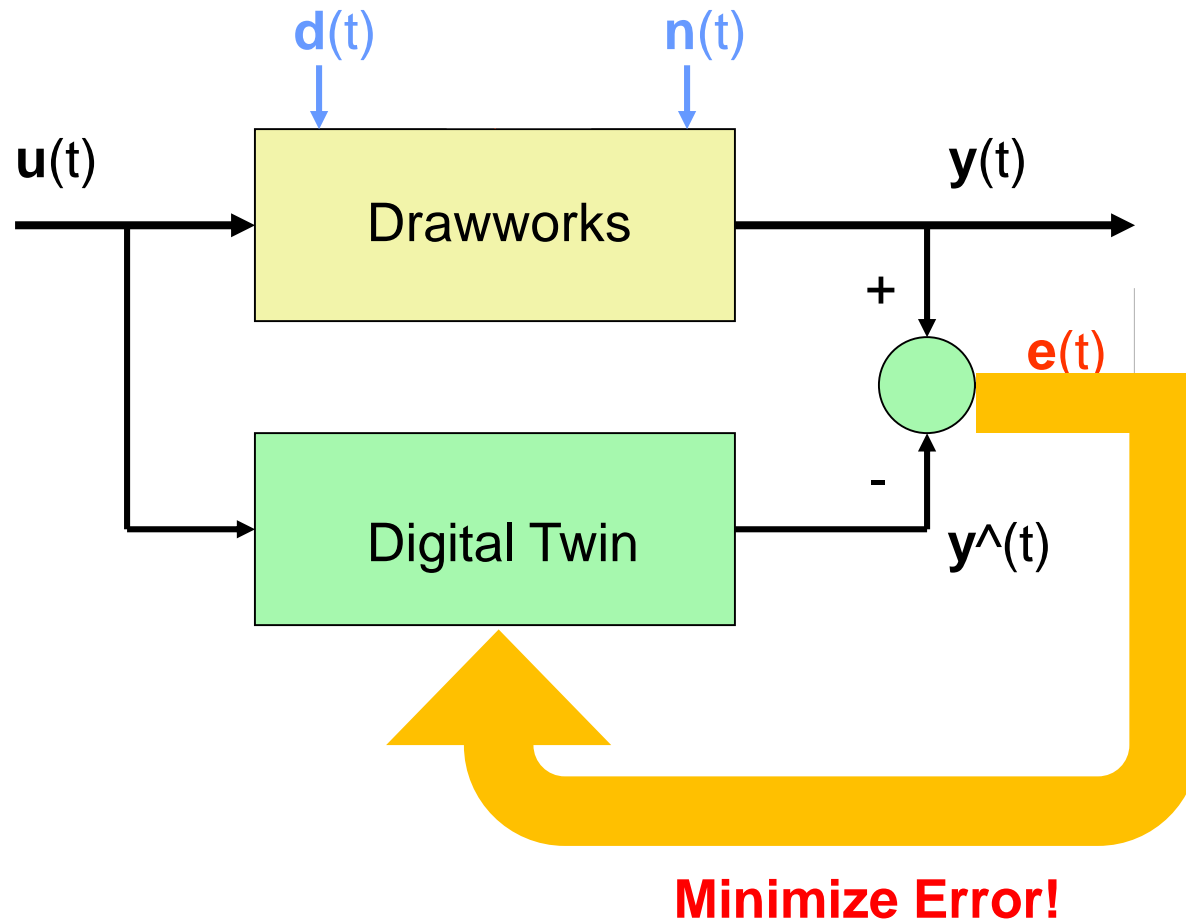 d(t)
n(t)
u(t)
y(t)
Drawworks
+
e(t)
-
Digital Twin
y^(t)
Minimize Error!